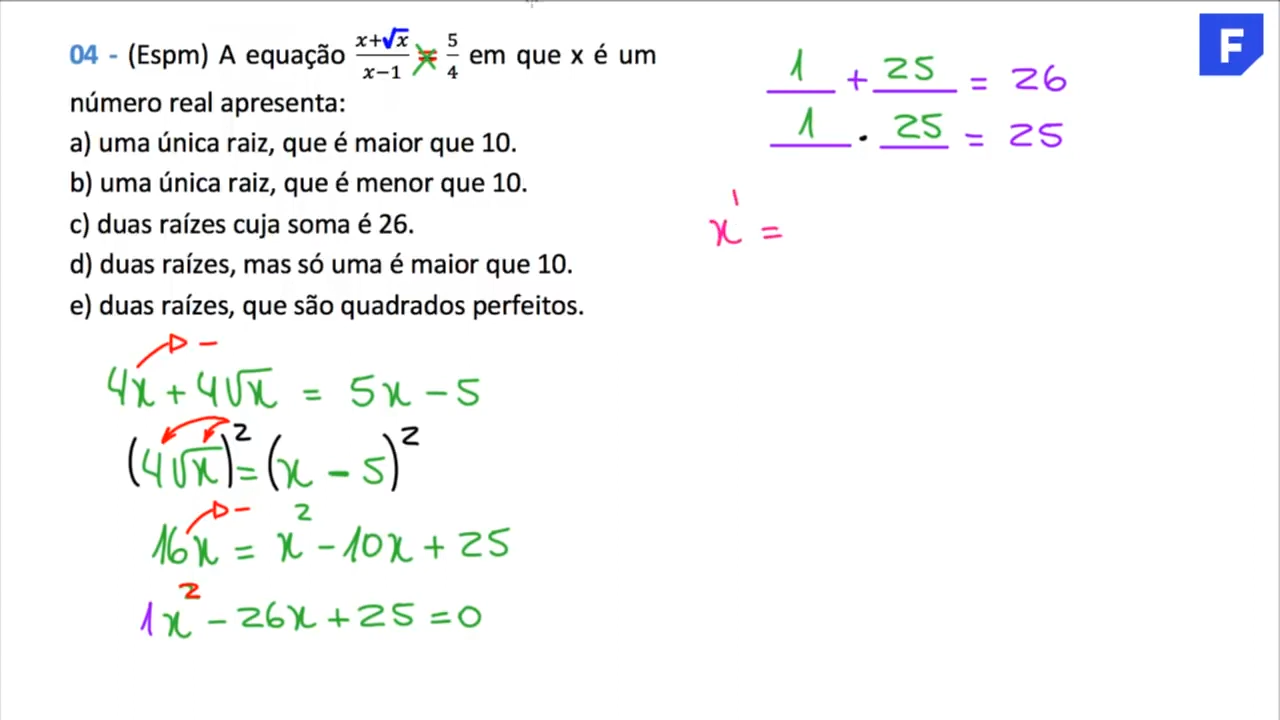 04 - (Espm) A equação (x+√x)/(x−1) = 5/4 em que x é um
número real apresenta:
a) uma única raiz, que é maior que 10.
b) uma única raiz, que é menor que 10.
c) duas raízes cuja soma é 26.
d) duas raízes, mas só uma é maior que 10.
e) duas raízes, que são quadrados perfeitos.
–
4x + 4√x = 5x – 5
(4√x)² = (x – 5)²
–
16x = x² – 10x + 25
1x² – 26x + 25 = 0
F
1 + 25 = 26
1 · 25 = 25
x' =